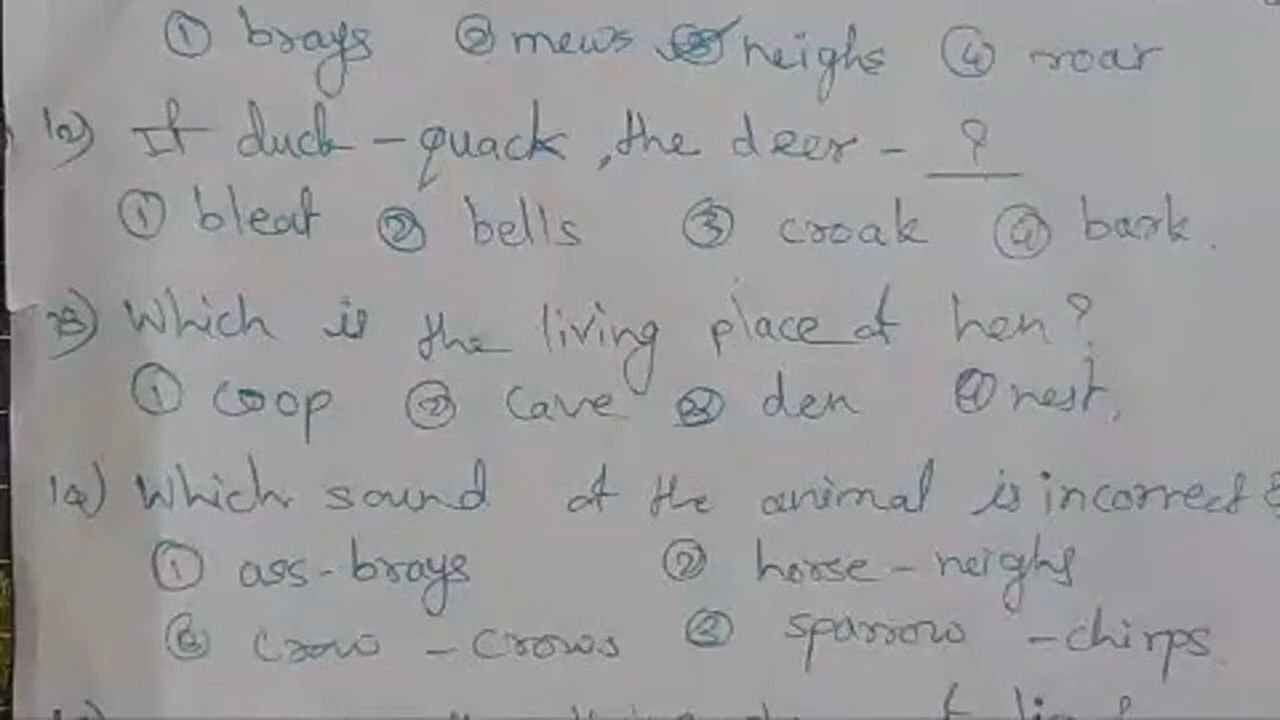 ① brays ② mews ③ neighs ④ roar
12) If duck - quack, the deer - ?
① bleat ② bells ③ croak ④ bark.
13) Which is the living place of hen?
① coop ② cave ③ den ④ nest.
14) Which sound of the animal is incorrect?
① ass - brays ② horse - neighs
③ crow - crows ④ sparrow - chirps